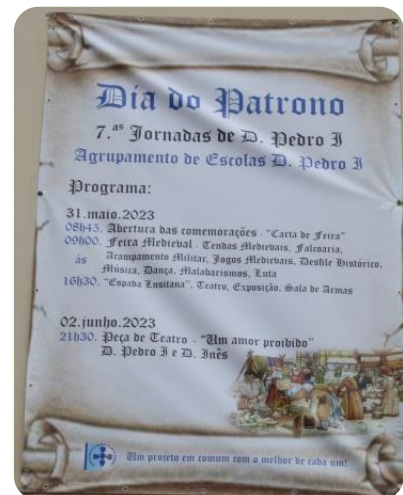 Dia do Patrono
7.as Jornadas de D. Pedro I
Agrupamento de Escolas D. Pedro I
Programa:
31.maio.2023
08h45. Abertura das comemorações - "Carta de Feira"
09h00. Feira Medieval - Tendas Medievais, Falcoaria,
às Acampamento Militar, Jogos Medievais, Desfile Histórico,
Música, Dança, Malabarismos, Luta
16h30. "Espada Lusitana", Teatro, Exposição, Sala de Armas
02.junho.2023
21h30. Peça de Teatro - "Um amor proibido"
D. Pedro I e D. Inês
Um projeto em comum com o melhor de cada um!